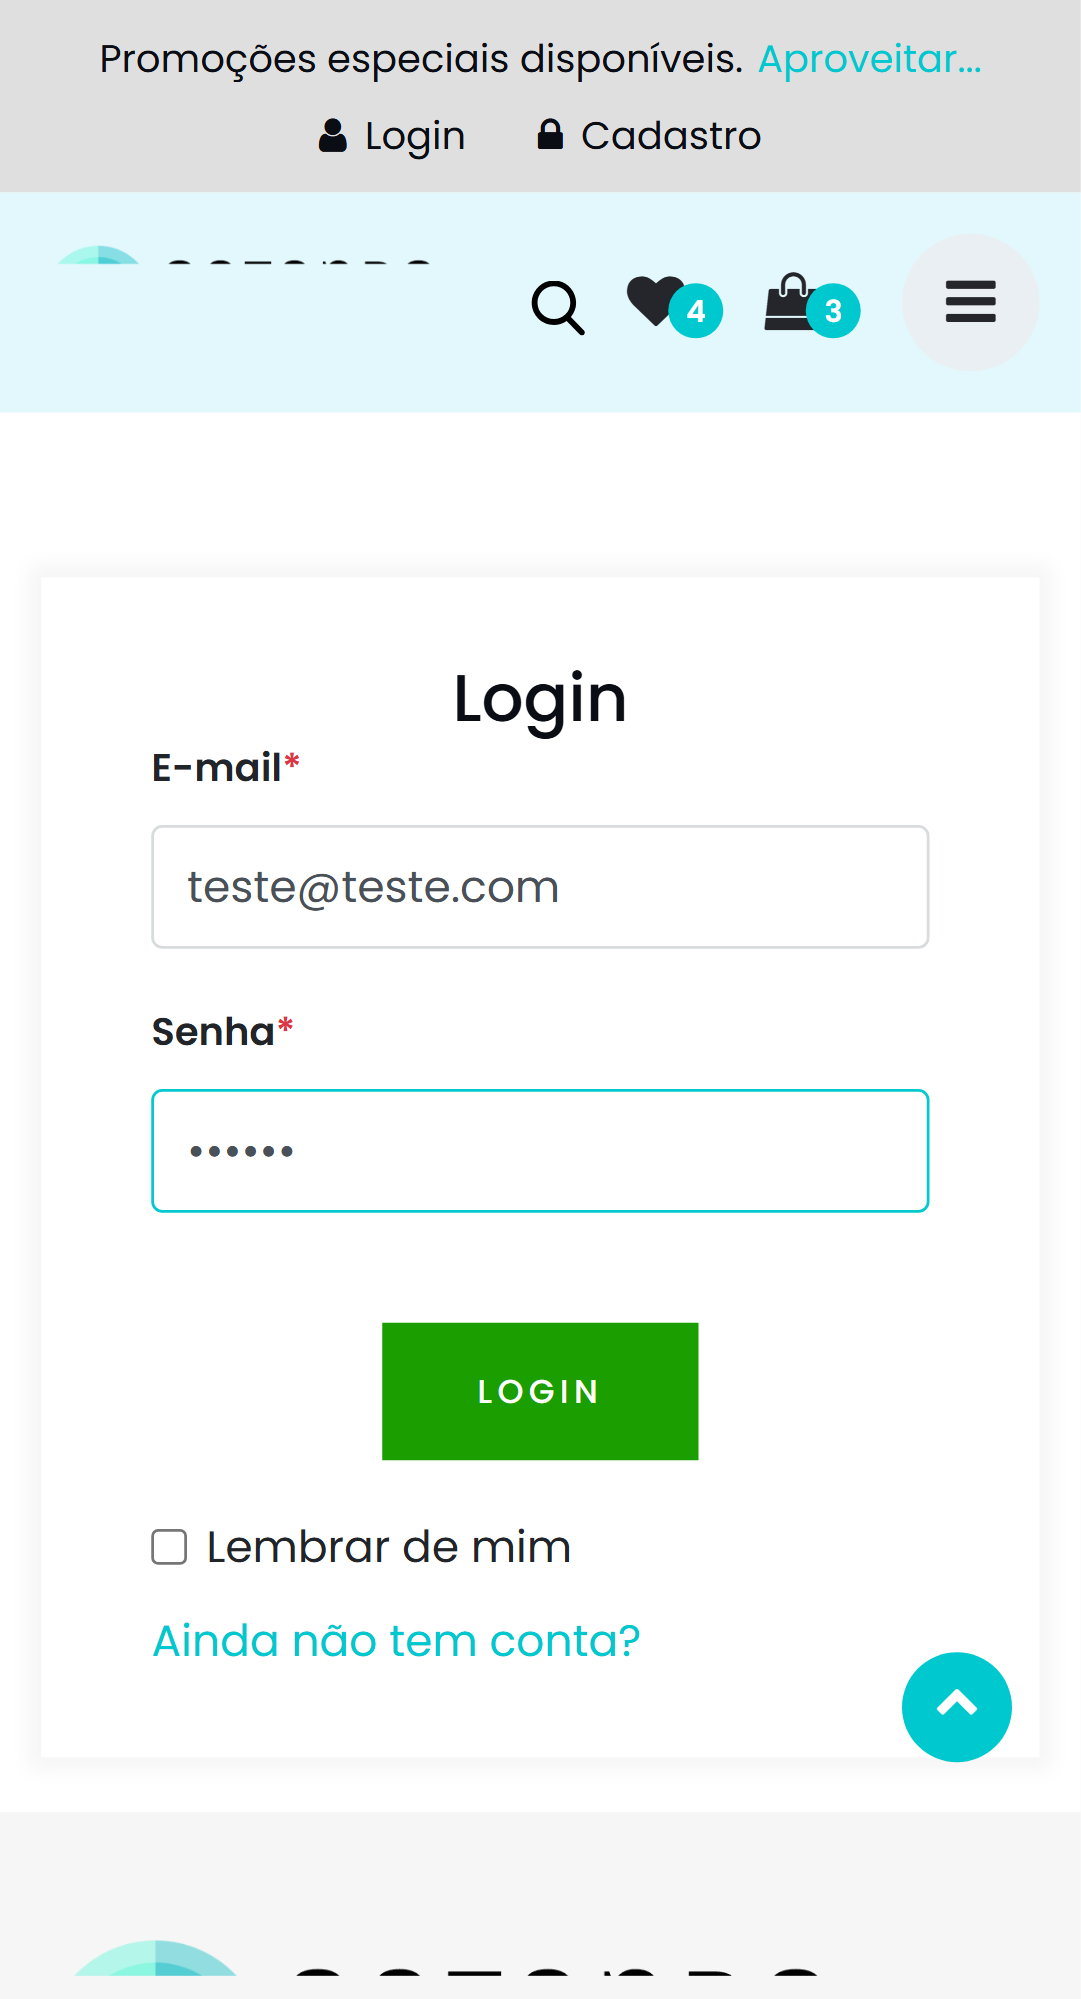 Promoções especiais disponíveis. Aproveitar...
Login Cadastro
4 3
Login
E-mail*
teste@teste.com
Senha*
••••••
LOGIN
Lembrar de mim
Ainda não tem conta?